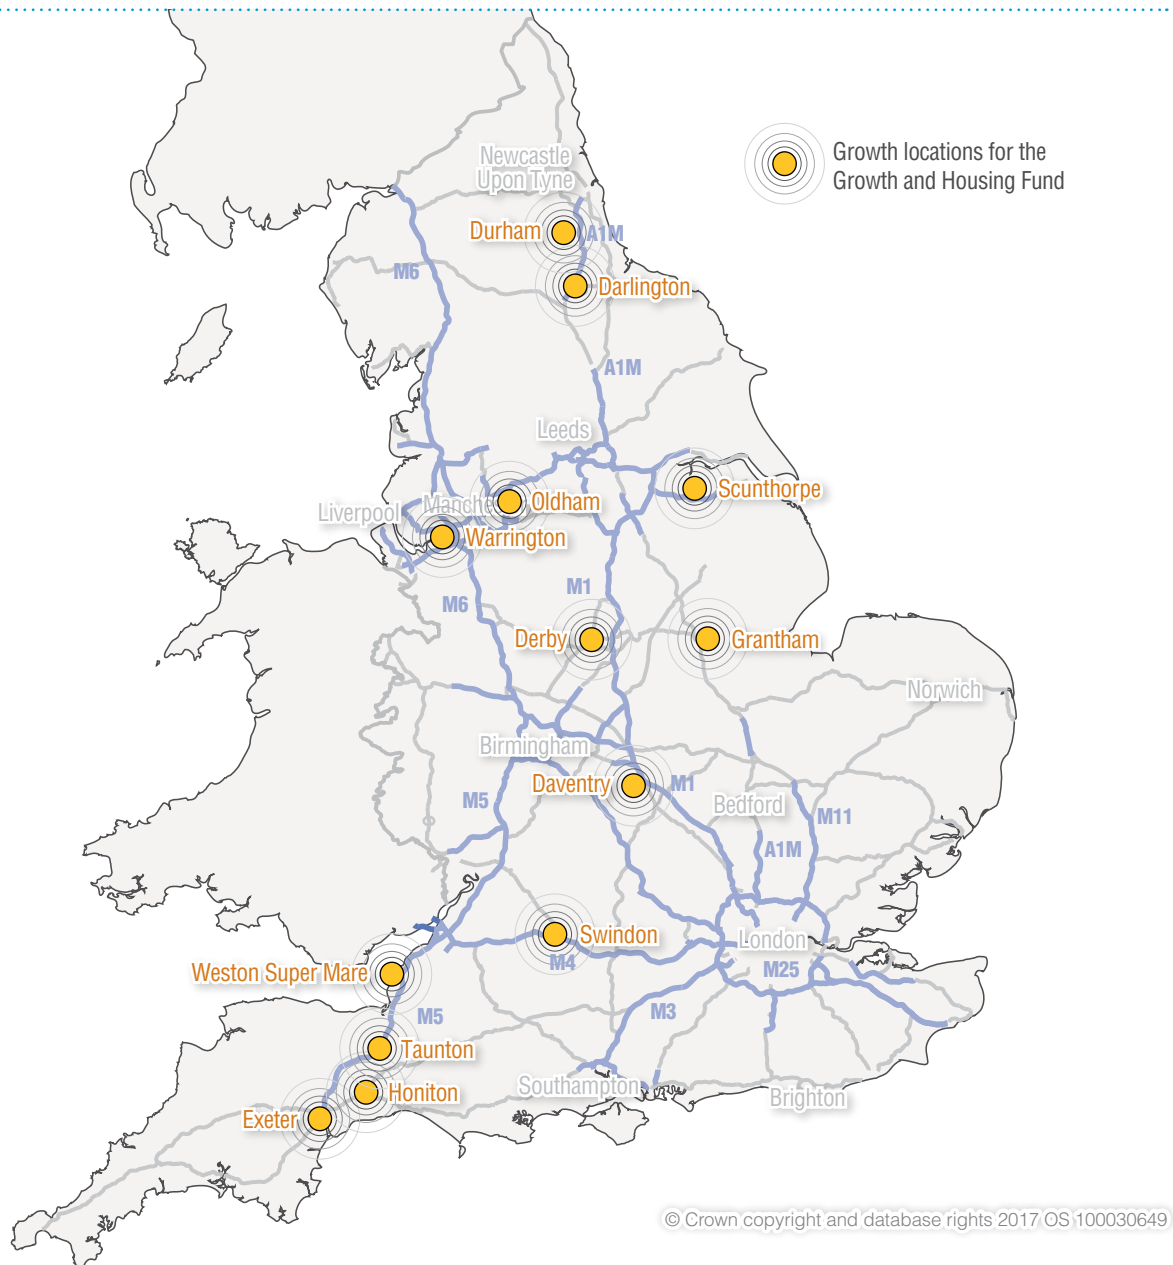 Growth locations for the
Growth and Housing Fund
Newcastle
Upon Tyne
Durham
A1M
M6
Darlington
A1M
Leeds
Scunthorpe
Oldham
Manche
Liverpool
Warrington
M1
M6
Derby
Grantham
Norwich
Birmingham
Daventry
M1
M5
Bedford
M11
A1M
Swindon
London
M4
M25
Weston Super Mare
M5
M3
Taunton
Southampton
Honiton
Brighton
Exeter
© Crown copyright and database rights 2017 OS 100030649